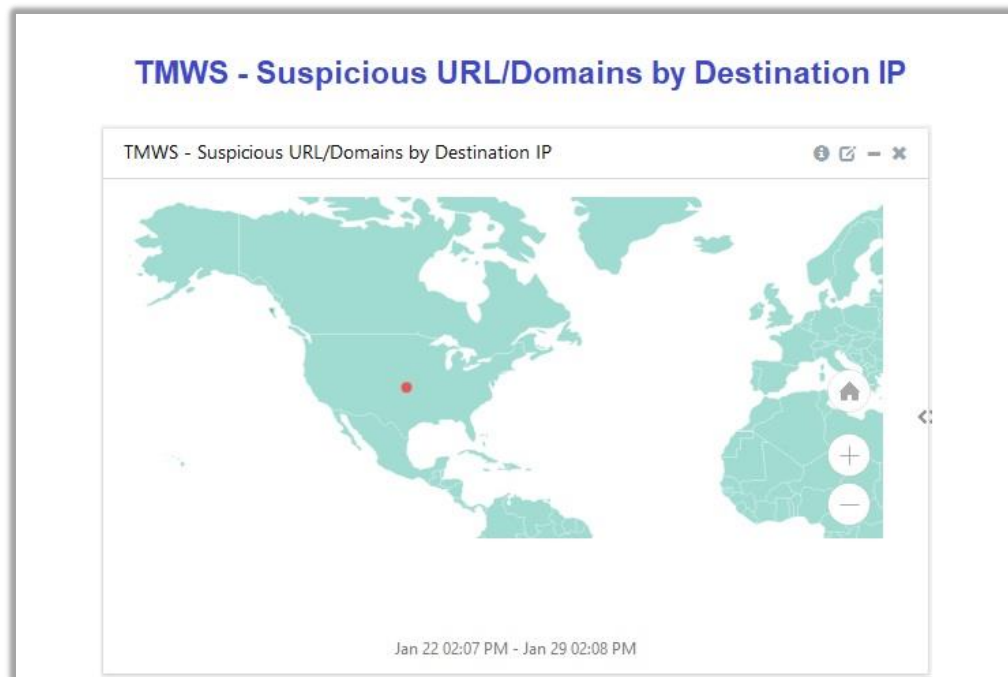 TMWS - Suspicious URL/Domains by Destination IP
TMWS - Suspicious URL/Domains by Destination IP
Jan 22 02:07 PM - Jan 29 02:08 PM